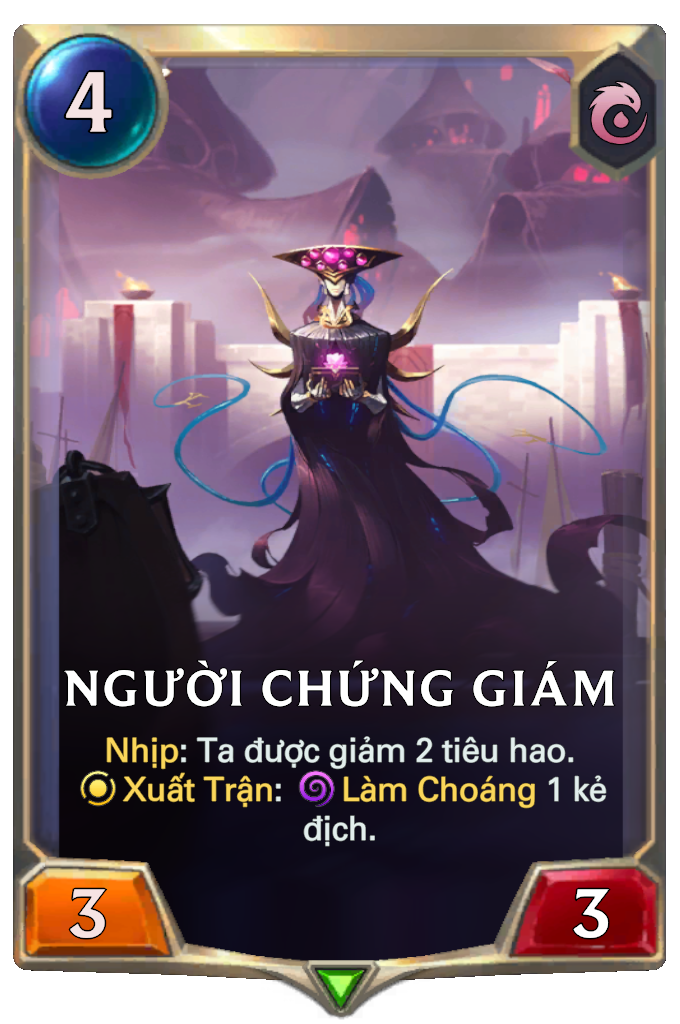 4
NGƯỜI CHỨNG GIÁM
Nhịp: Ta được giảm 2 tiêu hao.
Xuất Trận: Làm Choáng 1 kẻ
địch.
3
3